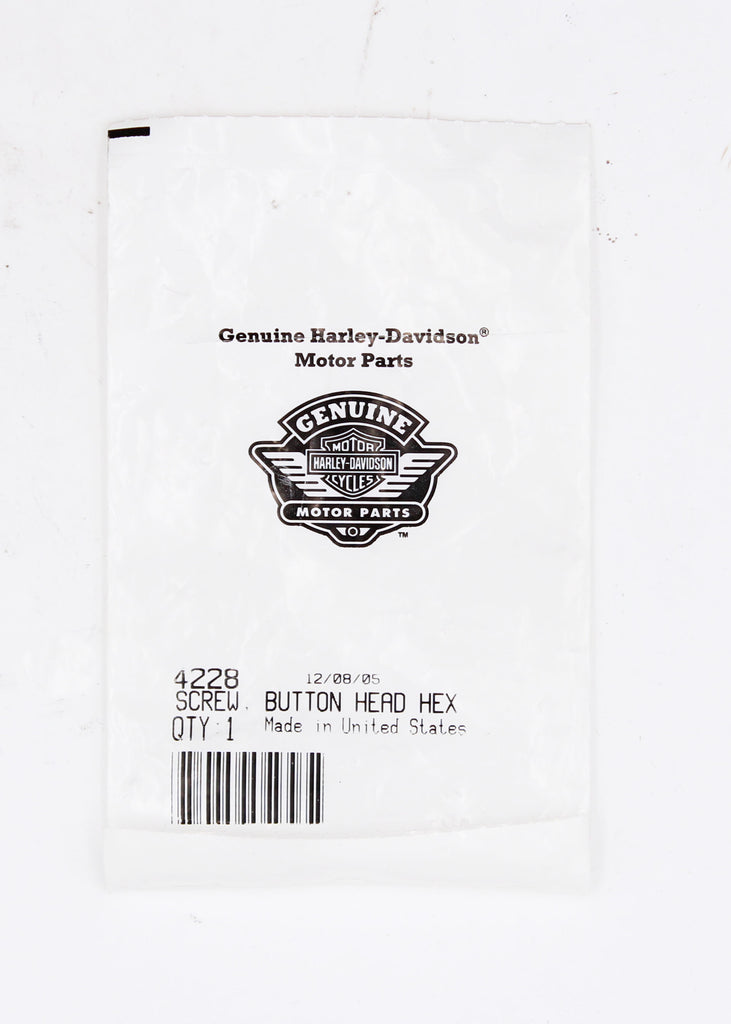 Genuine Harley-Davidson®
Motor Parts
GENUINE
MOTOR
HARLEY-DAVIDSON
CYCLES
MOTOR PARTS
TM
4228 12/08/05
SCREW, BUTTON HEAD HEX
QTY 1 Made in United States